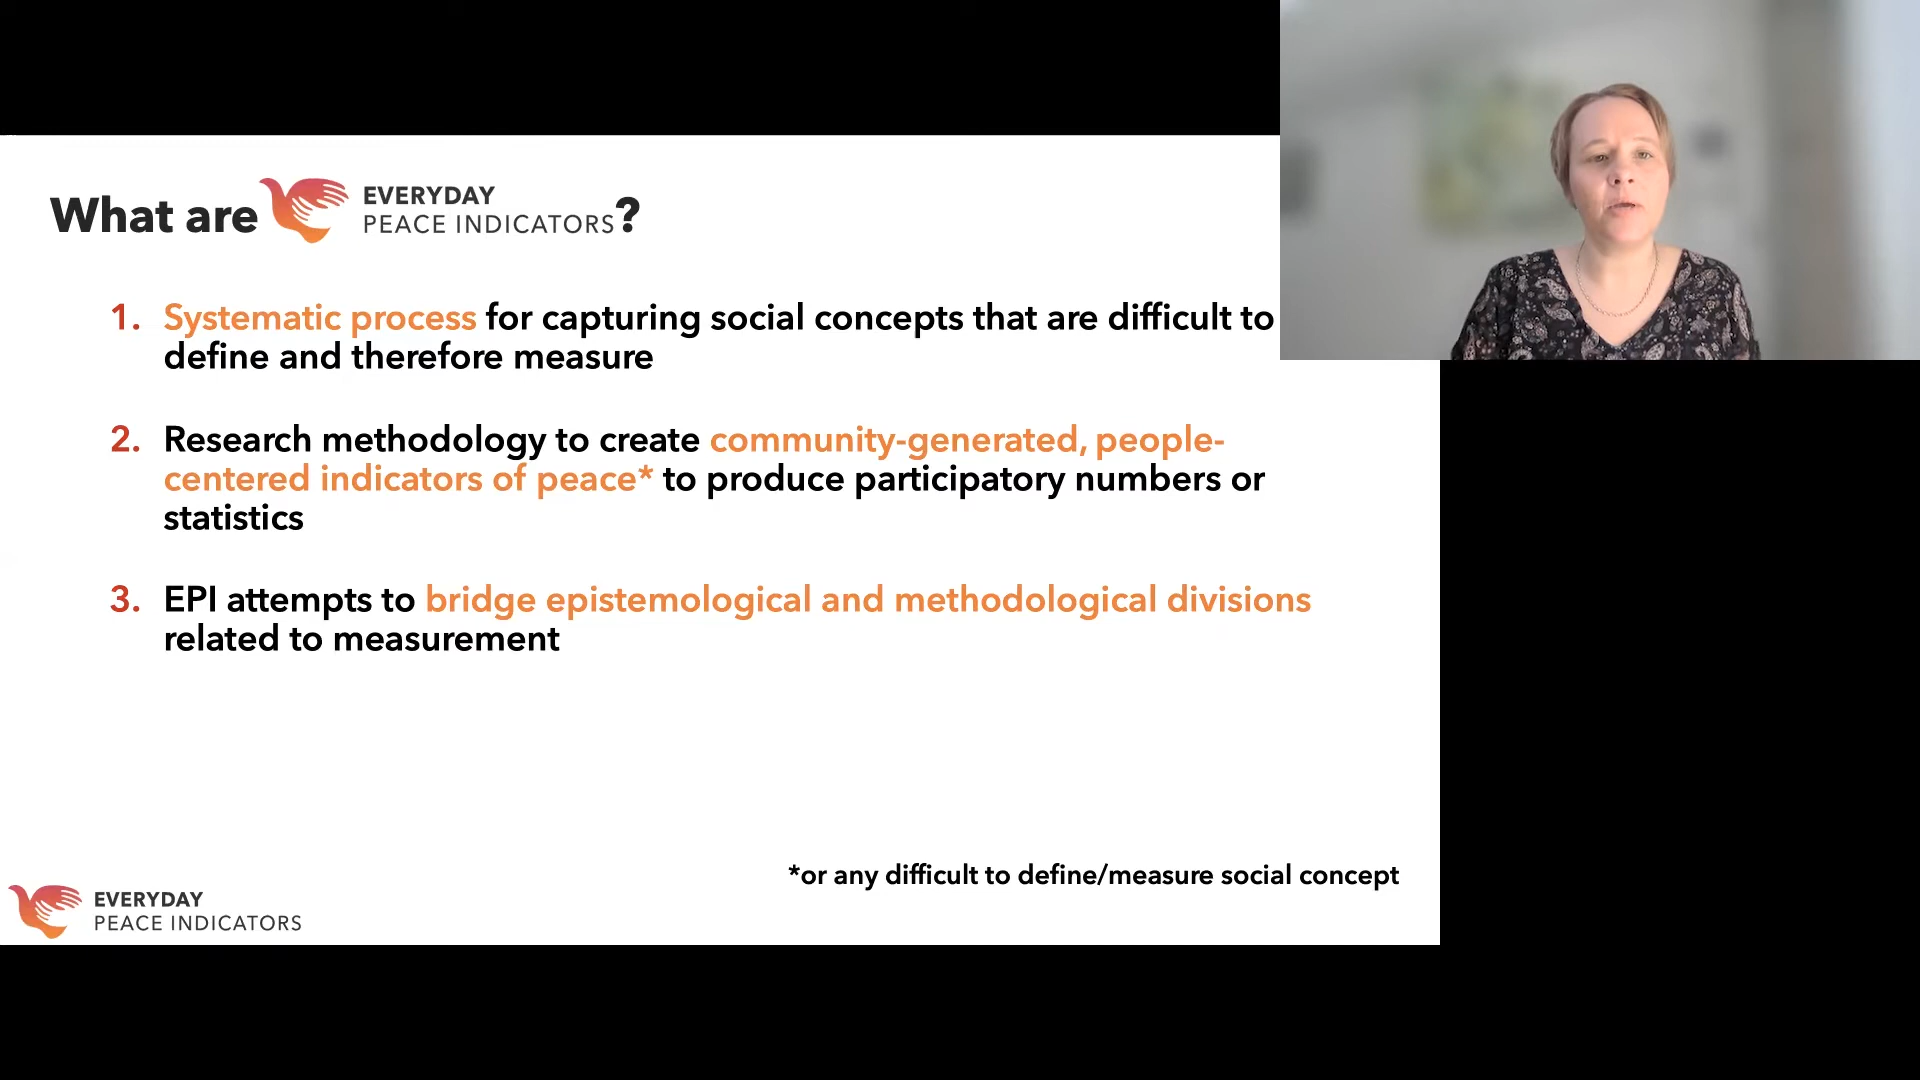 What are EVERYDAY PEACE INDICATORS?
1. Systematic process for capturing social concepts that are difficult to
define and therefore measure
2. Research methodology to create community-generated, people-
centered indicators of peace* to produce participatory numbers or
statistics
3. EPI attempts to bridge epistemological and methodological divisions
related to measurement
*or any difficult to define/measure social concept
EVERYDAY
PEACE INDICATORS